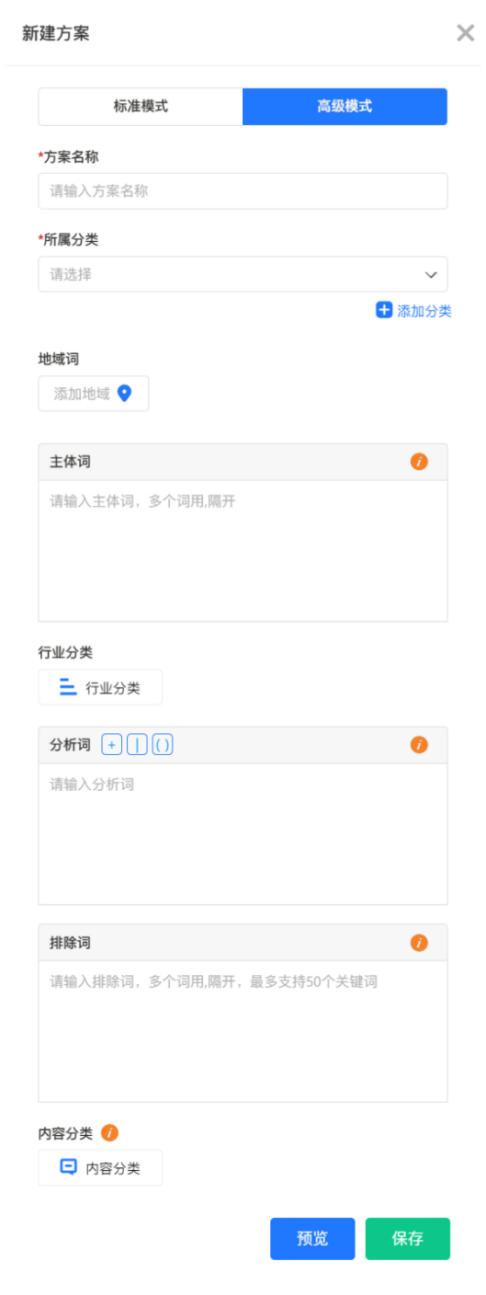 新建方案
标准模式 高级模式
*方案名称
请输入方案名称
*所属分类
请选择
添加分类
地域词
添加地域
主体词
请输入主体词，多个词用,隔开
行业分类
行业分类
分析词 + | ( )
请输入分析词
排除词
请输入排除词，多个词用,隔开，最多支持50个关键词
内容分类
内容分类
预览 保存